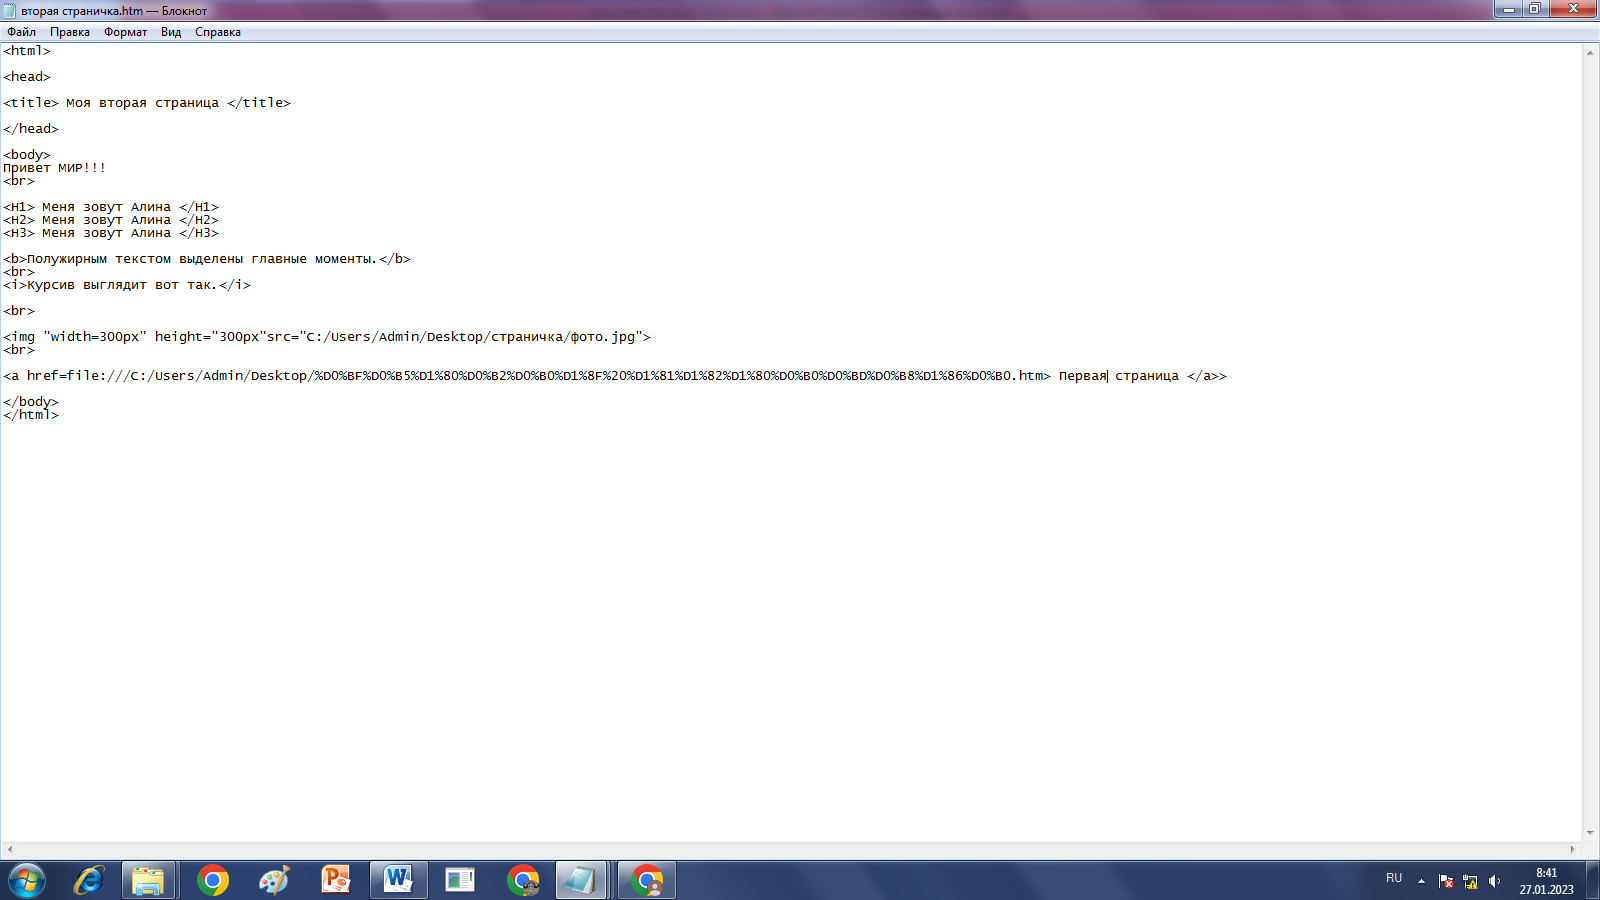 вторая страничка.htm — Блокнот
Файл Правка Формат Вид Справка
<html>
<head>
<title> Моя вторая страница </title>
</head>
<body>
Привет МИР!!!
<br>
<H1> Меня зовут Алина </H1>
<H2> Меня зовут Алина </H2>
<H3> Меня зовут Алина </H3>
<b>Полужирным текстом выделены главные моменты.</b>
<br>
<i>Курсив выглядит вот так.</i>
<br>
<img "width=300px" height="300px"src="C:/Users/Admin/Desktop/страничка/фото.jpg">
<br>
<a href=file:///C:/Users/Admin/Desktop/%D0%BF%D0%B5%D1%80%D0%B2%D0%B0%D1%8F%20%D1%81%D1%82%D1%80%D0%B0%D0%BD%D0%B8%D1%86%D0%B0.htm> Первая страница </a>>
</body>
</html>
RU
8:41
27.01.2023